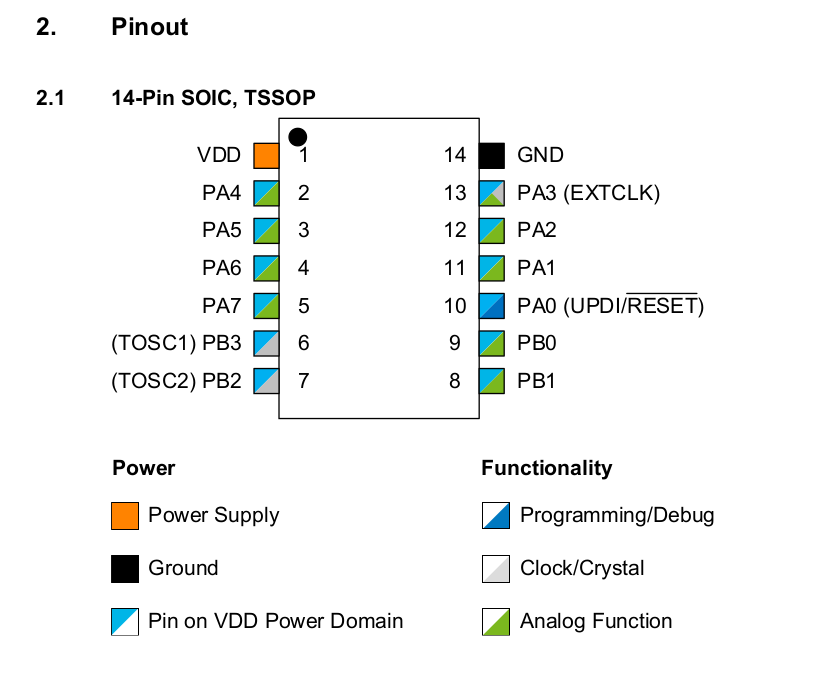 2. Pinout
2.1 14-Pin SOIC, TSSOP
VDD 1 14 GND
PA4 2 13 PA3 (EXTCLK)
PA5 3 12 PA2
PA6 4 11 PA1
PA7 5 10 PA0 (UPDI/RESET)
(TOSC1) PB3 6 9 PB0
(TOSC2) PB2 7 8 PB1
Power Functionality
Power Supply Programming/Debug
Ground Clock/Crystal
Pin on VDD Power Domain Analog Function